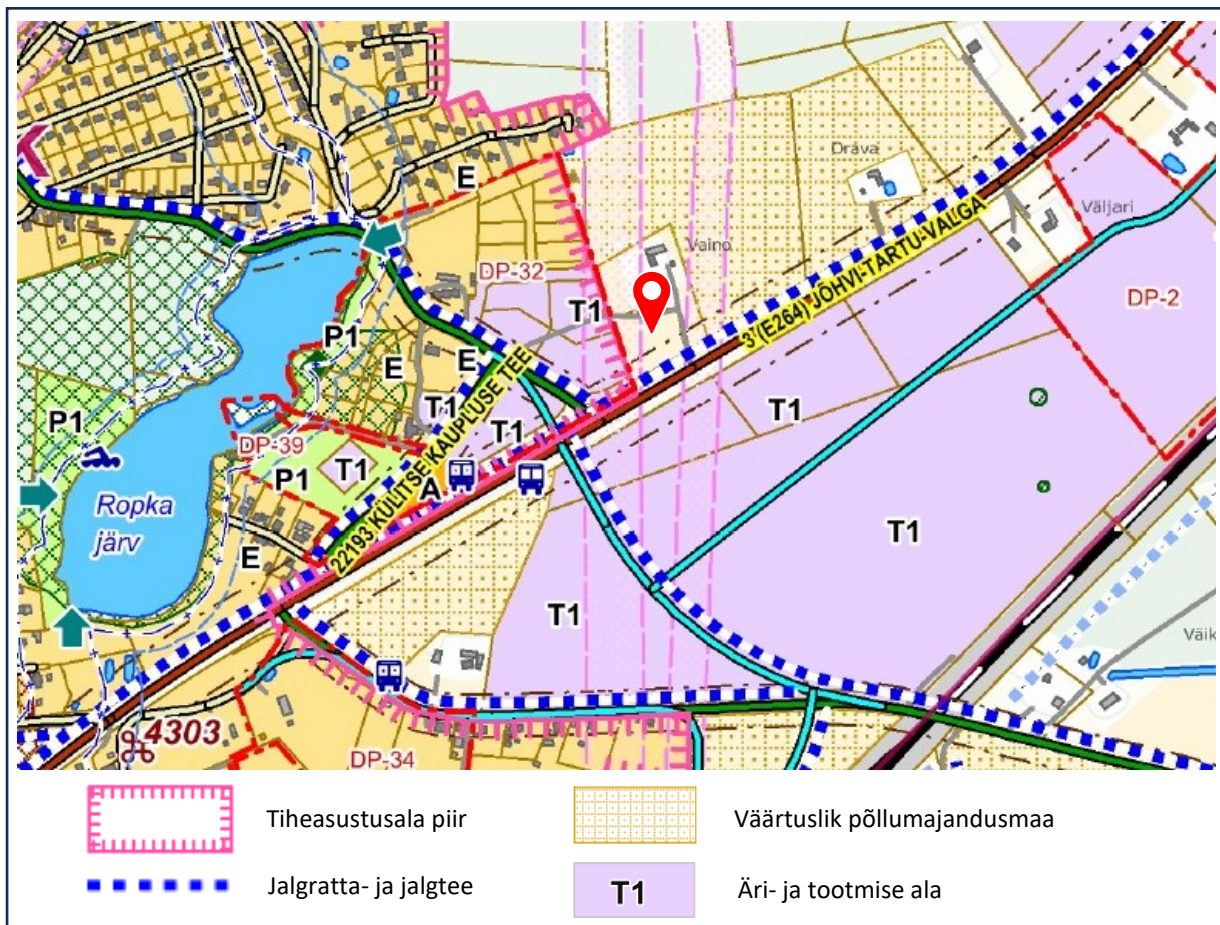 E
Drava
Väljari
Vaino
DP-32
DP-2
T1
3 (E264) JÕHVI-TARTU-VALGA
P1
E
E
T1
T1
T1
P1
DP-39
T1
P1
A
22193 KÜLITSE KAUPLUSE TEE
Ropka
järv
E
T1
T1
Väik
4303
DP-34
Tiheasustusala piir
Väärtuslik põllumajandusmaa
Jalgratta- ja jalgtee
T1
Äri- ja tootmise ala